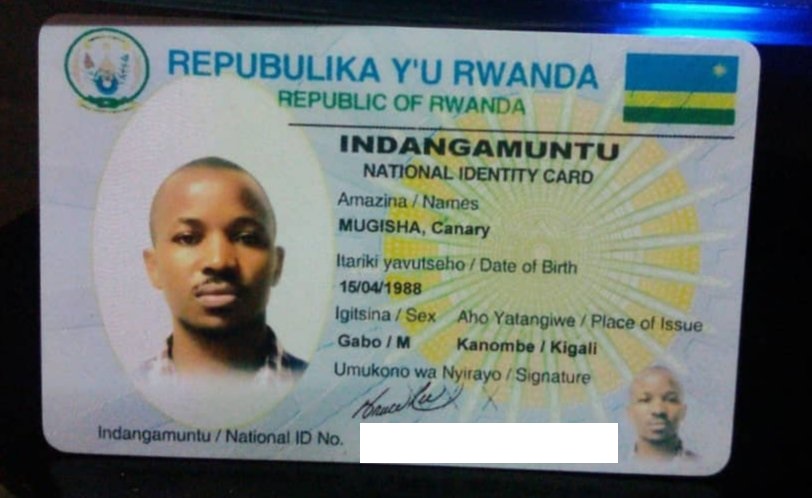 REPUBULIKA Y'U RWANDA
REPUBLIC OF RWANDA
INDANGAMUNTU
NATIONAL IDENTITY CARD
Amazina / Names
MUGISHA, Canary
Itariki yavutseho / Date of Birth
15/04/1988
Igitsina / Sex Aho Yatangiwe / Place of Issue
Gabo / M Kanombe / Kigali
Umukono wa Nyirayo / Signature
Indangamuntu / National ID No.